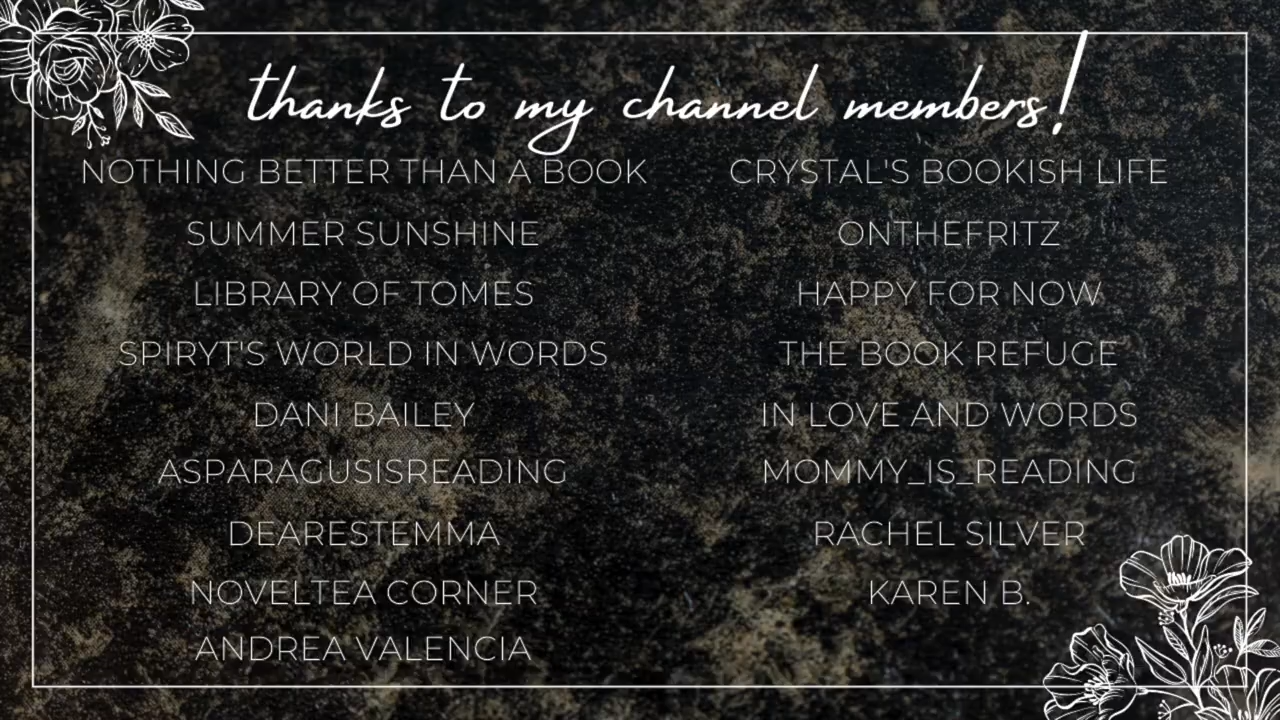 thanks to my channel members!
NOTHING BETTER THAN A BOOK
SUMMER SUNSHINE
LIBRARY OF TOMES
SPIRYT'S WORLD IN WORDS
DANI BAILEY
ASPARAGUSISREADING
DEARESTEMMA
NOVELTEA CORNER
ANDREA VALENCIA
CRYSTAL'S BOOKISH LIFE
ONTHEFRITZ
HAPPY FOR NOW
THE BOOK REFUGE
IN LOVE AND WORDS
MOMMY_IS_READING
RACHEL SILVER
KAREN B.